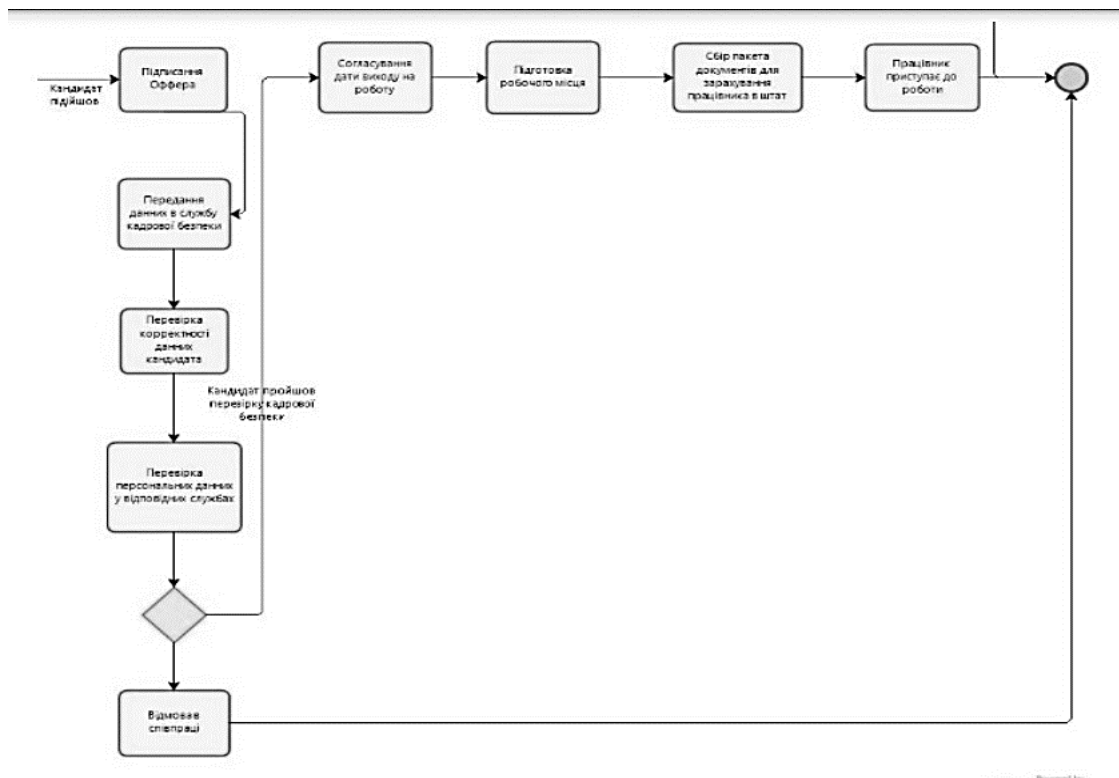 Кандидат
підійшов
Підписання
Оффера
Согласування
дати виходу на
роботу
Підготовка
робочого місця
Сбір пакета
документів для
зарахування
працівника в штат
Працівник
приступає до
роботи
Передання
данних в службу
кадрової безпеки
Перевірка
корректності
данних
кандидата
Кандидат пройшов
перевірку кадрової
безпеки
Перевірка
персональних данних
у відповідних службах
Відмовав
співпраці